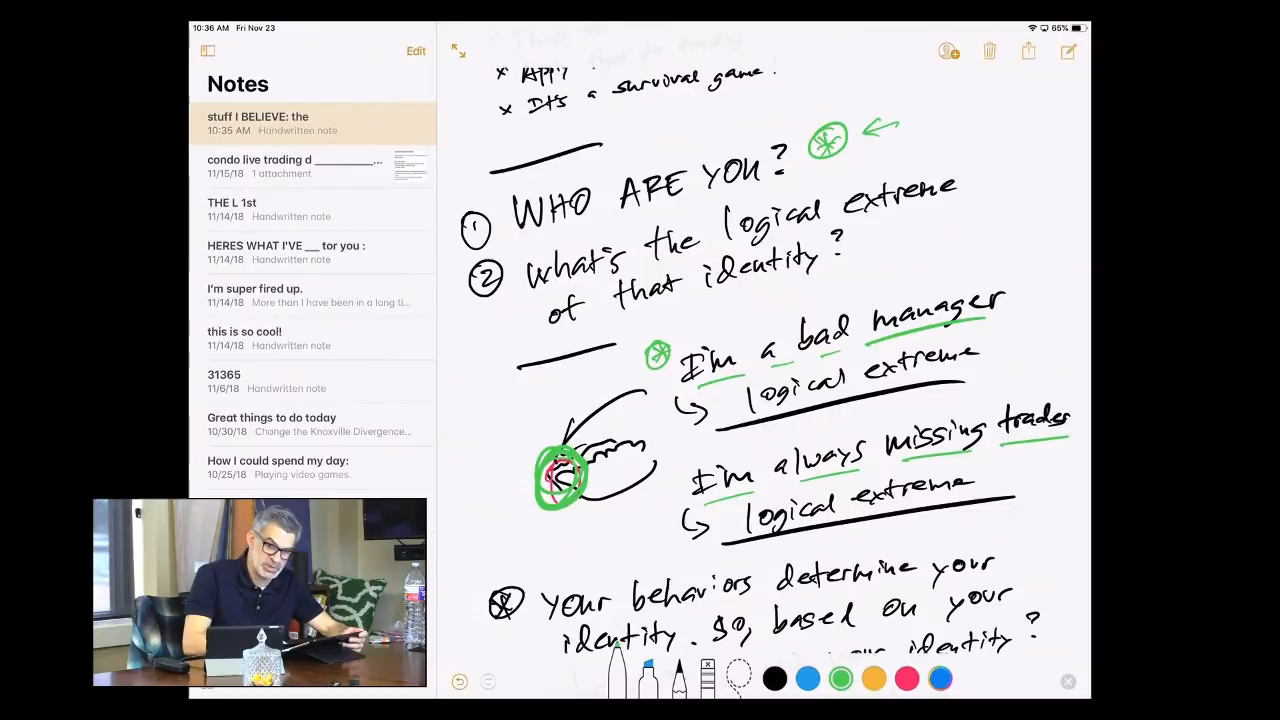 10:36 AM Fri Nov 23
65%
Edit
Notes
stuff I BELIEVE: the
10:35 AM Handwritten note
condo live trading d __________...
11/15/18 1 attachment
THE L 1st
11/14/18 Handwritten note
HERES WHAT I'VE __ tor you :
11/14/18 Handwritten note
I'm super fired up.
11/14/18 More than I have been in a long ti...
this is so cool!
11/14/18 Handwritten note
31365
11/6/18 Handwritten note
Great things to do today
10/30/18 Change the Knoxville Divergence...
How I could spend my day:
10/25/18 Playing video games.
x It's a survival game.
① WHO ARE YOU?
② what's the logical extreme
of that identity?
I'm a bad manager
↳ logical extreme
I'm always missing trades
↳ logical extreme
Your behaviors determine your
identity. So, based on your
identity?